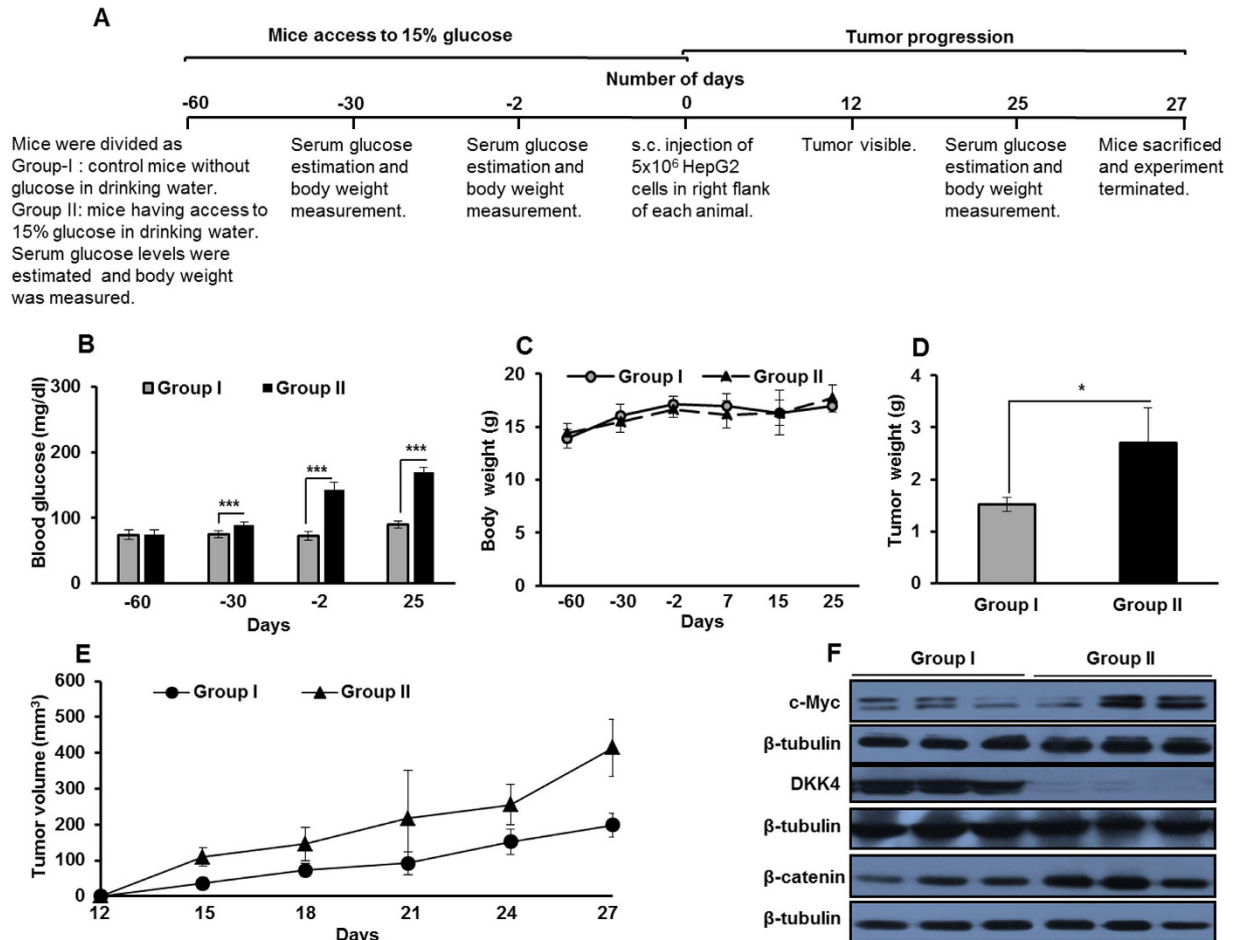 A
Mice access to 15% glucose
Tumor progression
Number of days
-60 -30 -2 0 12 25 27
Mice were divided as
Group-I : control mice without
glucose in drinking water.
Group II: mice having access to
15% glucose in drinking water.
Serum glucose levels were
estimated and body weight
was measured.
Serum glucose
estimation and
body weight
measurement.
Serum glucose
estimation and
body weight
measurement.
s.c. injection of
5x10⁶ HepG2
cells in right flank
of each animal.
Tumor visible.
Serum glucose
estimation and
body weight
measurement.
Mice sacrificed
and experiment
terminated.
B
Blood glucose (mg/dl)
300
200
100
0
Group I Group II
***
***
***
-60 -30 -2 25
Days
C
Body weight (g)
20
15
10
5
0
Group I Group II
-60 -30 -2 7 15 25
Days
D
Tumor weight (g)
4
3
2
1
0
*
Group I Group II
E
Tumor volume (mm³)
600
500
400
300
200
100
0
Group I Group II
12 15 18 21 24 27
Days
F
Group I Group II
c-Myc
β-tubulin
DKK4
β-tubulin
β-catenin
β-tubulin